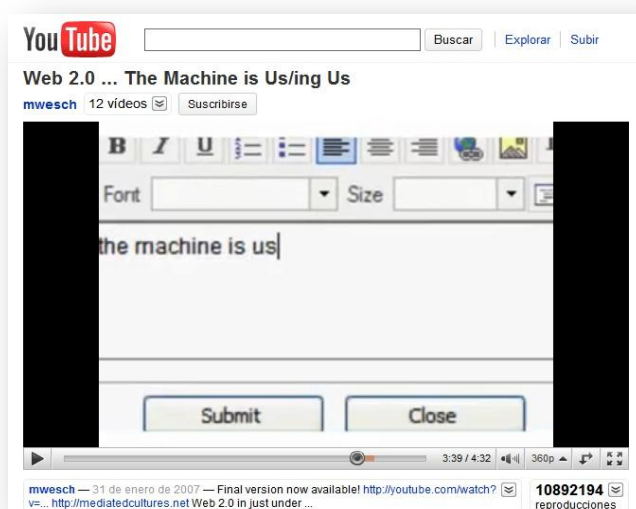 You Tube Buscar Explorar Subir
Web 2.0 ... The Machine is Us/ing Us
mwesch 12 vídeos Suscribirse
B I U
Font Size
the machine is us
Submit Close
3:39 / 4:32 360p
mwesch — 31 de enero de 2007 — Final version now available! http://youtube.com/watch?
v=... http://mediatedcultures.net Web 2.0 in just under ...
10892194
reproducciones